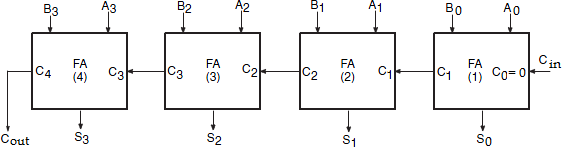 B3 A3 B2 A2 B1 A1 B0 A0
C4 FA C3 C3 FA C2 C2 FA C1 C1 FA C0= 0 Cin
(4) (3) (2) (1)
Cout S3 S2 S1 S0